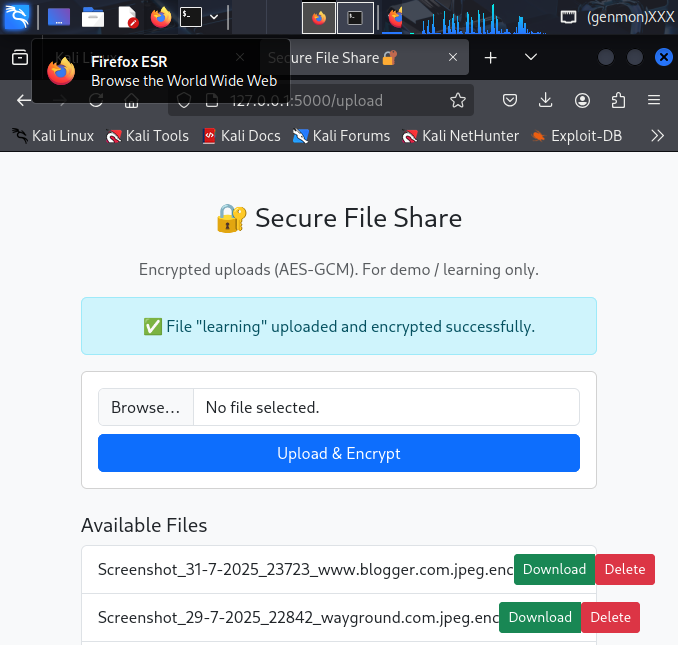 (genmon)XXX
Secure File Share🔐
Firefox ESR
Browse the World Wide Web
127.0.0.1:5000/upload
Kali Linux
Kali Tools
Kali Docs
Kali Forums
Kali NetHunter
Exploit-DB
🔐 Secure File Share
Encrypted uploads (AES-GCM). For demo / learning only.
✅ File "learning" uploaded and encrypted successfully.
Browse... No file selected.
Upload & Encrypt
Available Files
Screenshot_31-7-2025_23723_www.blogger.com.jpeg.enc Download Delete
Screenshot_29-7-2025_22842_wayground.com.jpeg.enc Download Delete